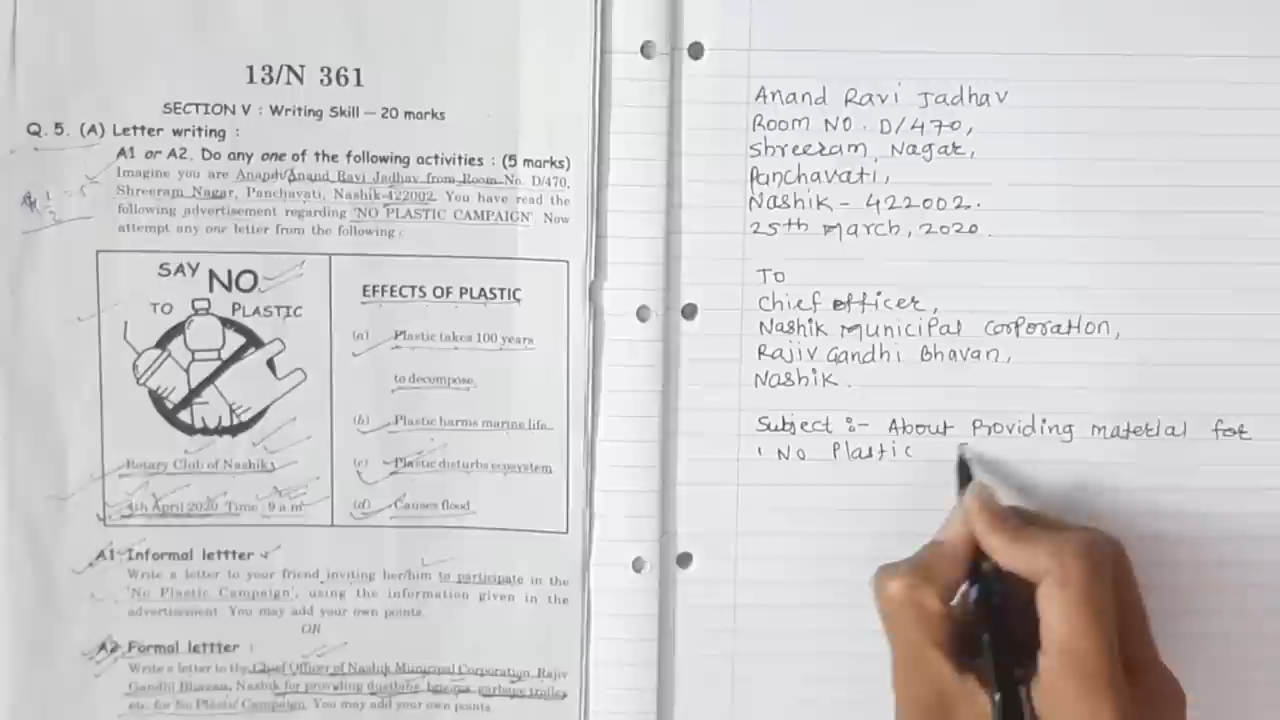 13/N 361
SECTION V : Writing Skill – 20 marks
Q. 5. (A) Letter writing :
A1 or A2. Do any one of the following activities : (5 marks)
Imagine you are Anand Ravi Jadhav from Room No. D/470,
Shreeram Nagar, Panchavati, Nashik-422002. You have read the
following advertisement regarding 'NO PLASTIC CAMPAIGN' Now
attempt any one letter from the following :
SAY NO
TO PLASTIC
Rotary Club of Nashik
4th April 2020 Time 9 a m
EFFECTS OF PLASTIC
(a) Plastic takes 100 years
to decompose.
(b) Plastic harms marine life.
(c) Plastic disturbs ecosystem
(d) Causes flood
A1 Informal lettter
Write a letter to your friend inviting her/him to participate in the
'No Plastic Campaign', using the information given in the
advertisement. You may add your own points.
OR
A2 Formal lettter :
Write a letter to the Chief Officer of Nashik Municipal Corporation, Rajiv
Gandhi Bhavan, Nashik for providing dustbins, brooms, garbage trolley
etc. for No Plastic Campaign. You may add your own points
Anand Ravi Jadhav
Room No. D/470,
Shreeram Nagar,
Panchavati,
Nashik - 422002.
25th March, 2020.
To
Chief officer,
Nashik Municipal Corporation,
Rajiv Gandhi Bhavan,
Nashik.
Subject :- About Providing material for
' No Plastic